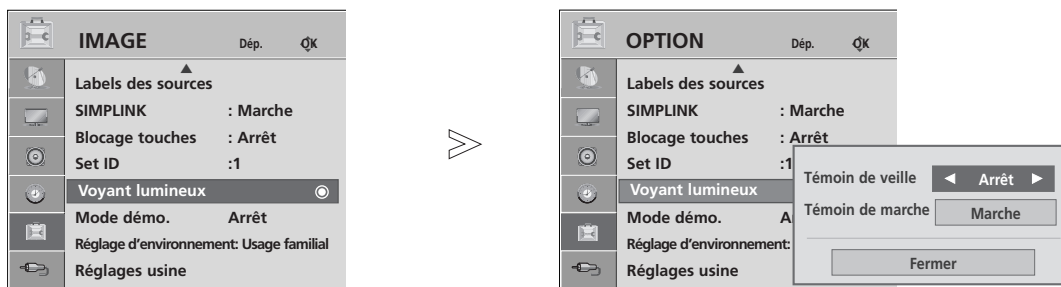 IMAGE Dép. OK
Labels des sources
SIMPLINK : Marche
Blocage touches : Arrêt
Set ID :1
Voyant lumineux
Mode démo. Arrêt
Réglage d’environnement: Usage familial
Réglages usine
OPTION Dép. OK
Labels des sources
SIMPLINK : Marche
Blocage touches : Arrêt
Set ID :1
Voyant lumineux
Mode démo.
Réglage d’environnement:
Réglages usine
Témoin de veille Arrêt
Témoin de marche Marche
Fermer